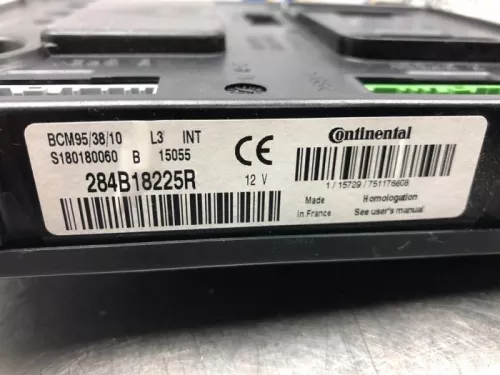 BCM95/38/10 L3 INT
S180180060 B 15055
284B18225R 12 V
CE
Continental
1 / 15729 / 751176608
Made in France
Homologation
See user's manual